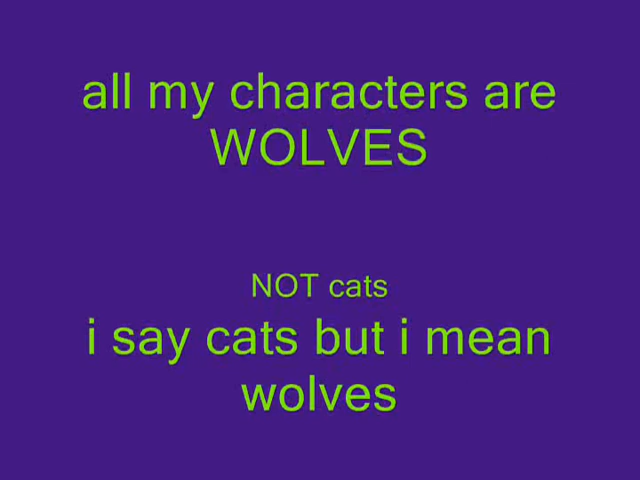 all my characters are
WOLVES
NOT cats
i say cats but i mean
wolves